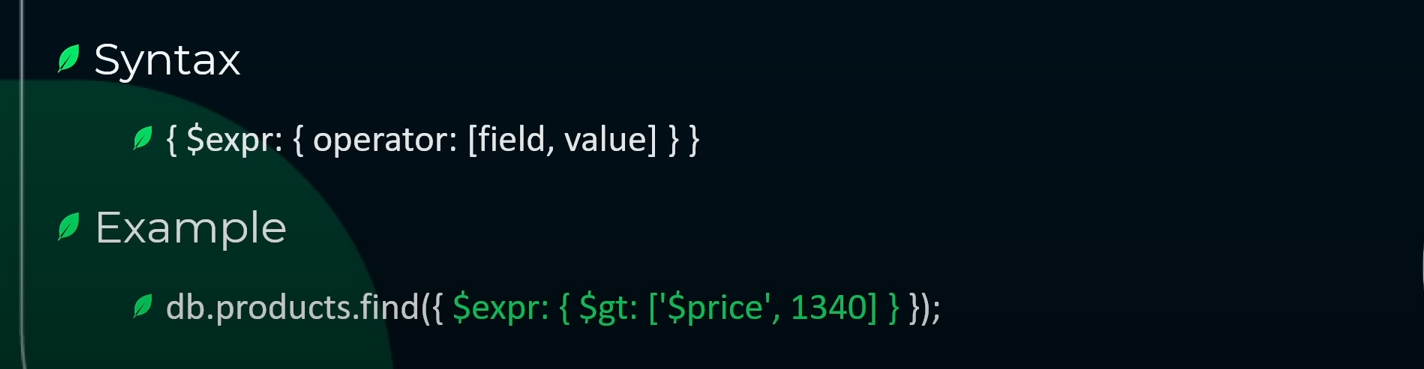 Syntax
{ $expr: { operator: [field, value] } }
Example
db.products.find({ $expr: { $gt: ['$price', 1340] } });